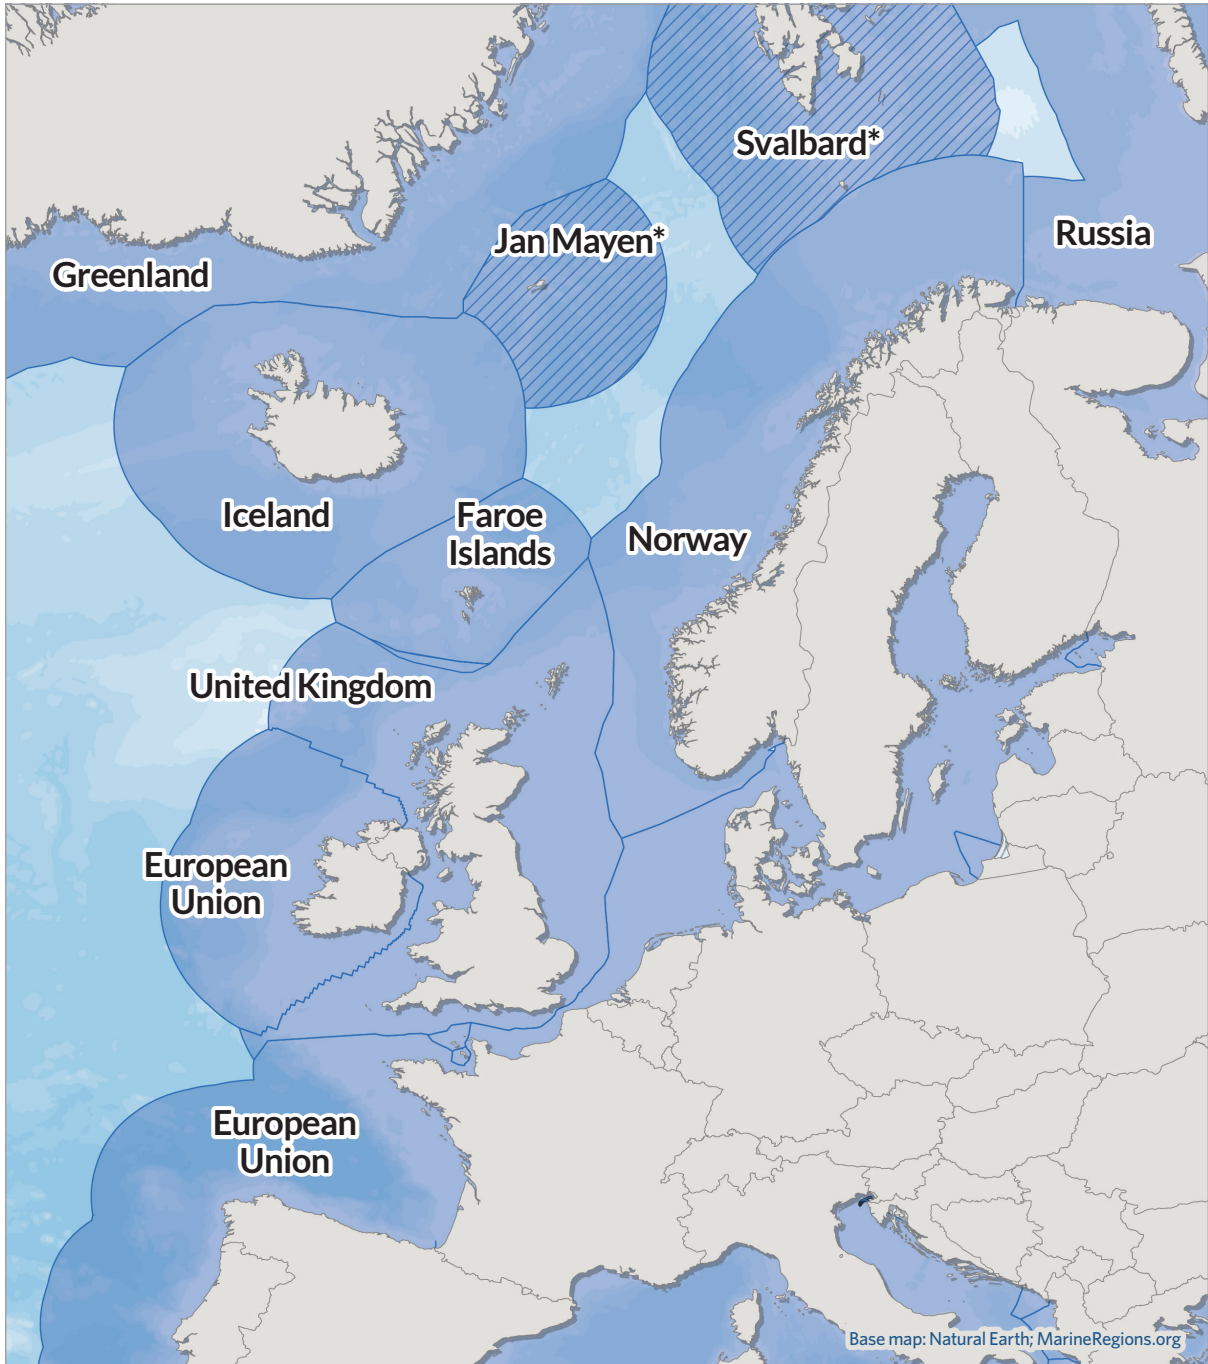 Svalbard*
Jan Mayen*
Russia
Greenland
Iceland
Faroe
Islands
Norway
United Kingdom
European
Union
European
Union
Base map: Natural Earth; MarineRegions.org